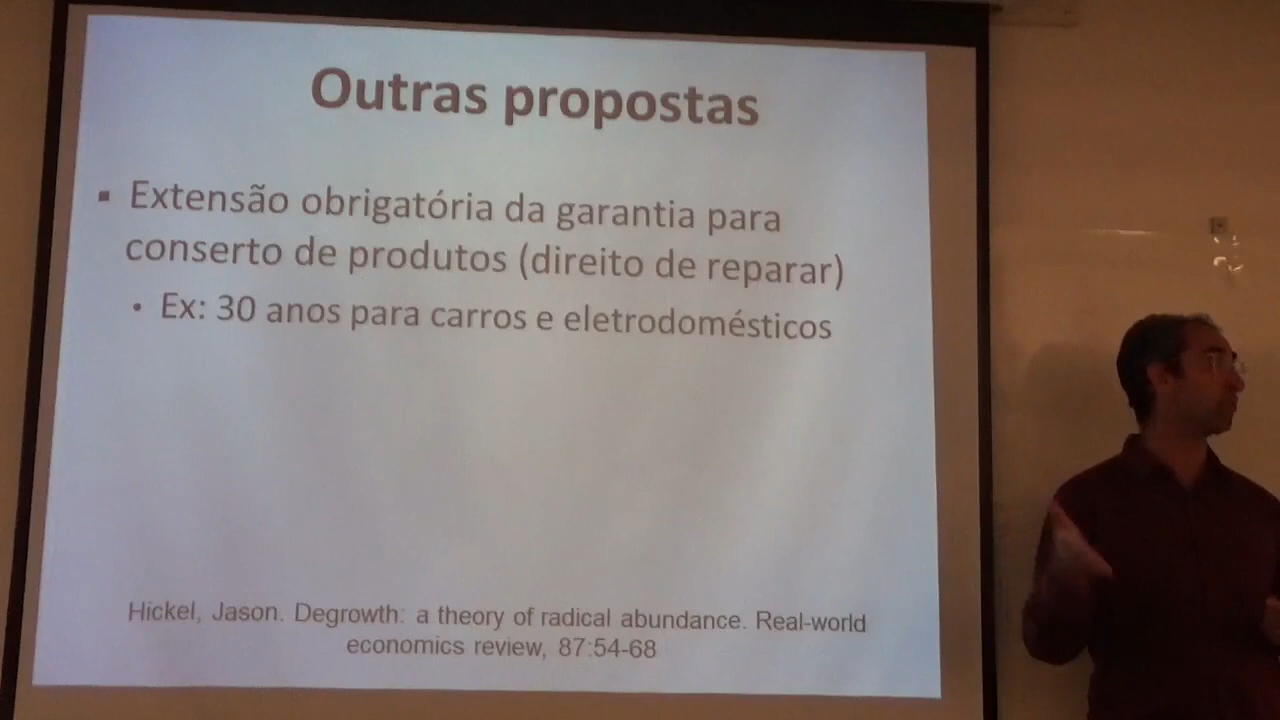 Outras propostas
▪ Extensão obrigatória da garantia para
conserto de produtos (direito de reparar)
• Ex: 30 anos para carros e eletrodomésticos
Hickel, Jason. Degrowth: a theory of radical abundance. Real-world
economics review, 87:54-68